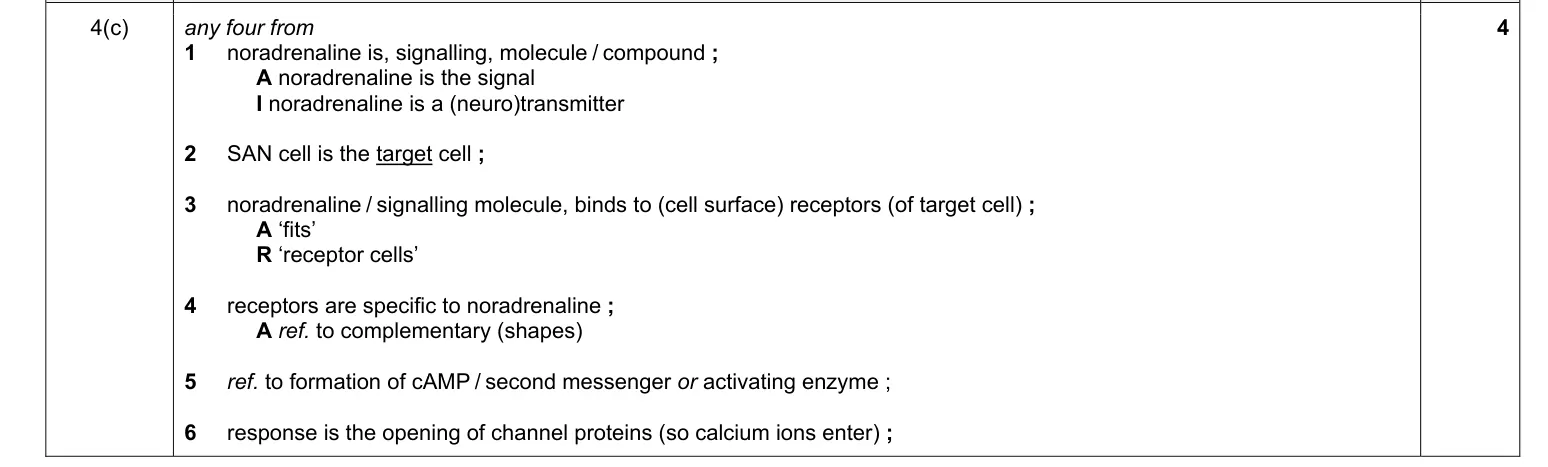 4(c) any four from 4
1 noradrenaline is, signalling, molecule / compound ;
A noradrenaline is the signal
I noradrenaline is a (neuro)transmitter
2 SAN cell is the target cell ;
3 noradrenaline / signalling molecule, binds to (cell surface) receptors (of target cell) ;
A ‘fits’
R ‘receptor cells’
4 receptors are specific to noradrenaline ;
A ref. to complementary (shapes)
5 ref. to formation of cAMP / second messenger or activating enzyme ;
6 response is the opening of channel proteins (so calcium ions enter) ;